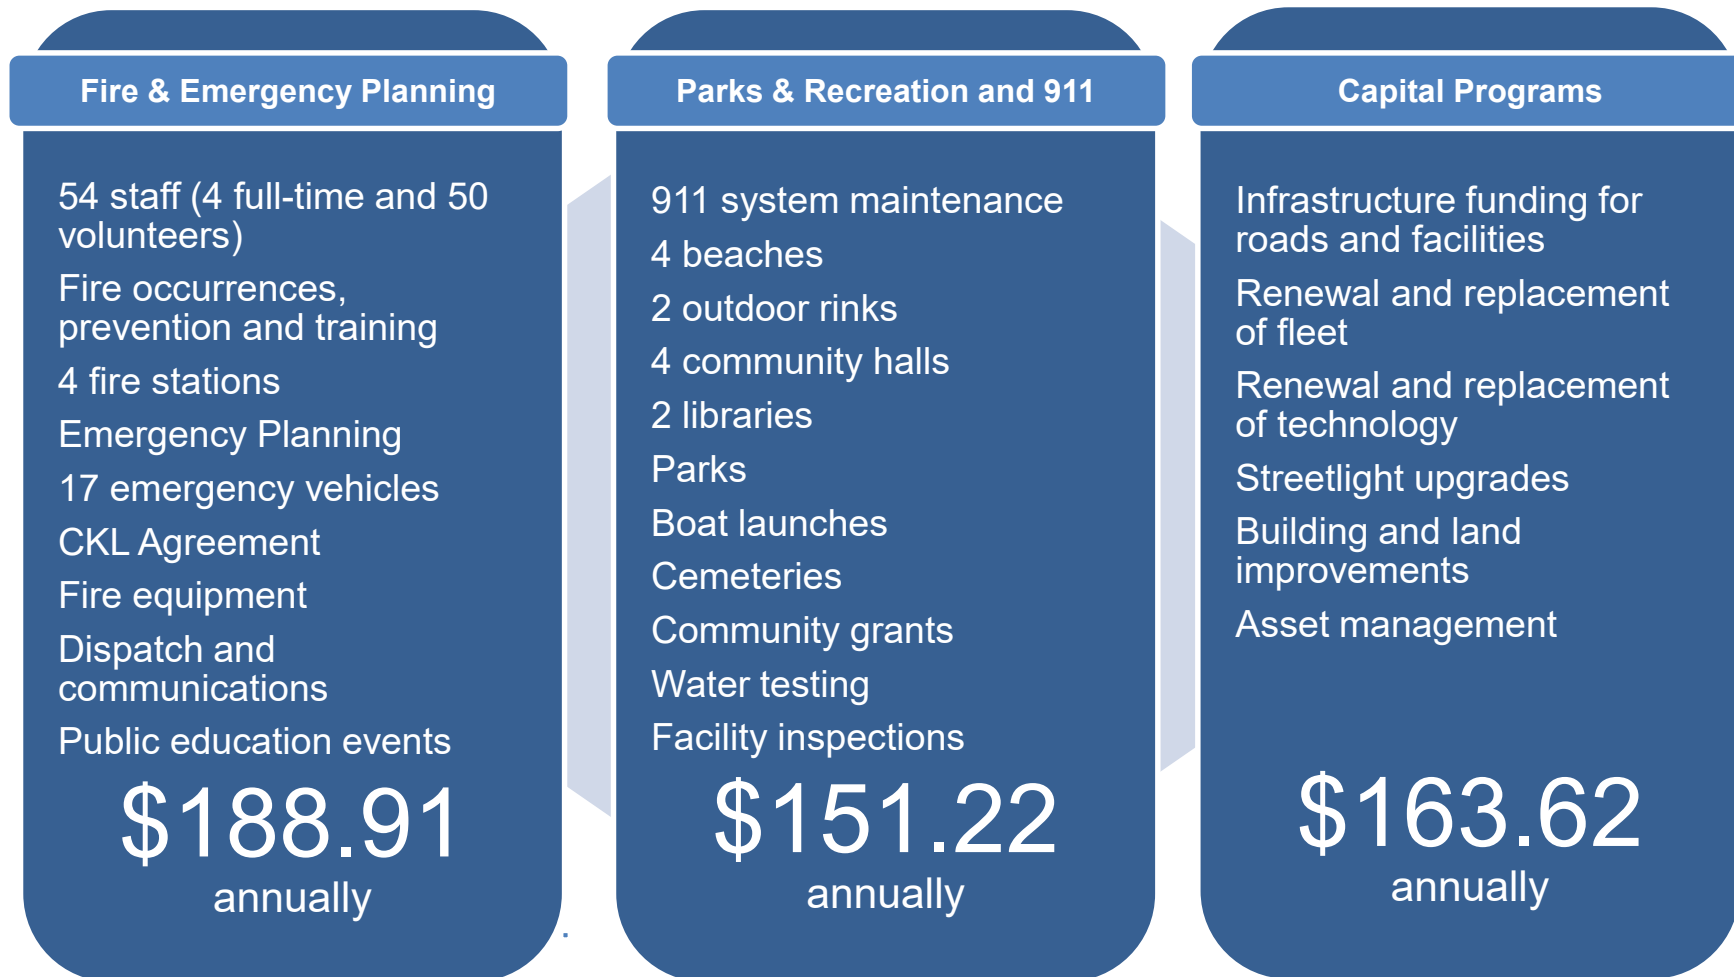 Fire & Emergency Planning
54 staff (4 full-time and 50
volunteers)
Fire occurrences,
prevention and training
4 fire stations
Emergency Planning
17 emergency vehicles
CKL Agreement
Fire equipment
Dispatch and
communications
Public education events
$188.91
annually
Parks & Recreation and 911
911 system maintenance
4 beaches
2 outdoor rinks
4 community halls
2 libraries
Parks
Boat launches
Cemeteries
Community grants
Water testing
Facility inspections
$151.22
annually
Capital Programs
Infrastructure funding for
roads and facilities
Renewal and replacement
of fleet
Renewal and replacement
of technology
Streetlight upgrades
Building and land
improvements
Asset management
$163.62
annually